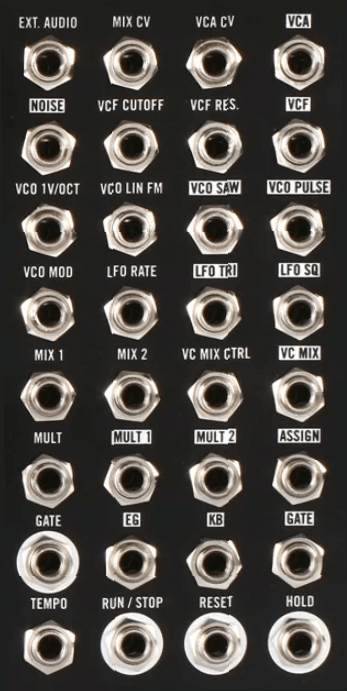 EXT. AUDIO MIX CV VCA CV VCA
NOISE VCF CUTOFF VCF RES. VCF
VCO 1V/OCT VCO LIN FM VCO SAW VCO PULSE
VCO MOD LFO RATE LFO TRI LFO SQ
MIX 1 MIX 2 VC MIX CTRL VC MIX
MULT MULT 1 MULT 2 ASSIGN
GATE EG KB GATE
TEMPO RUN / STOP RESET HOLD